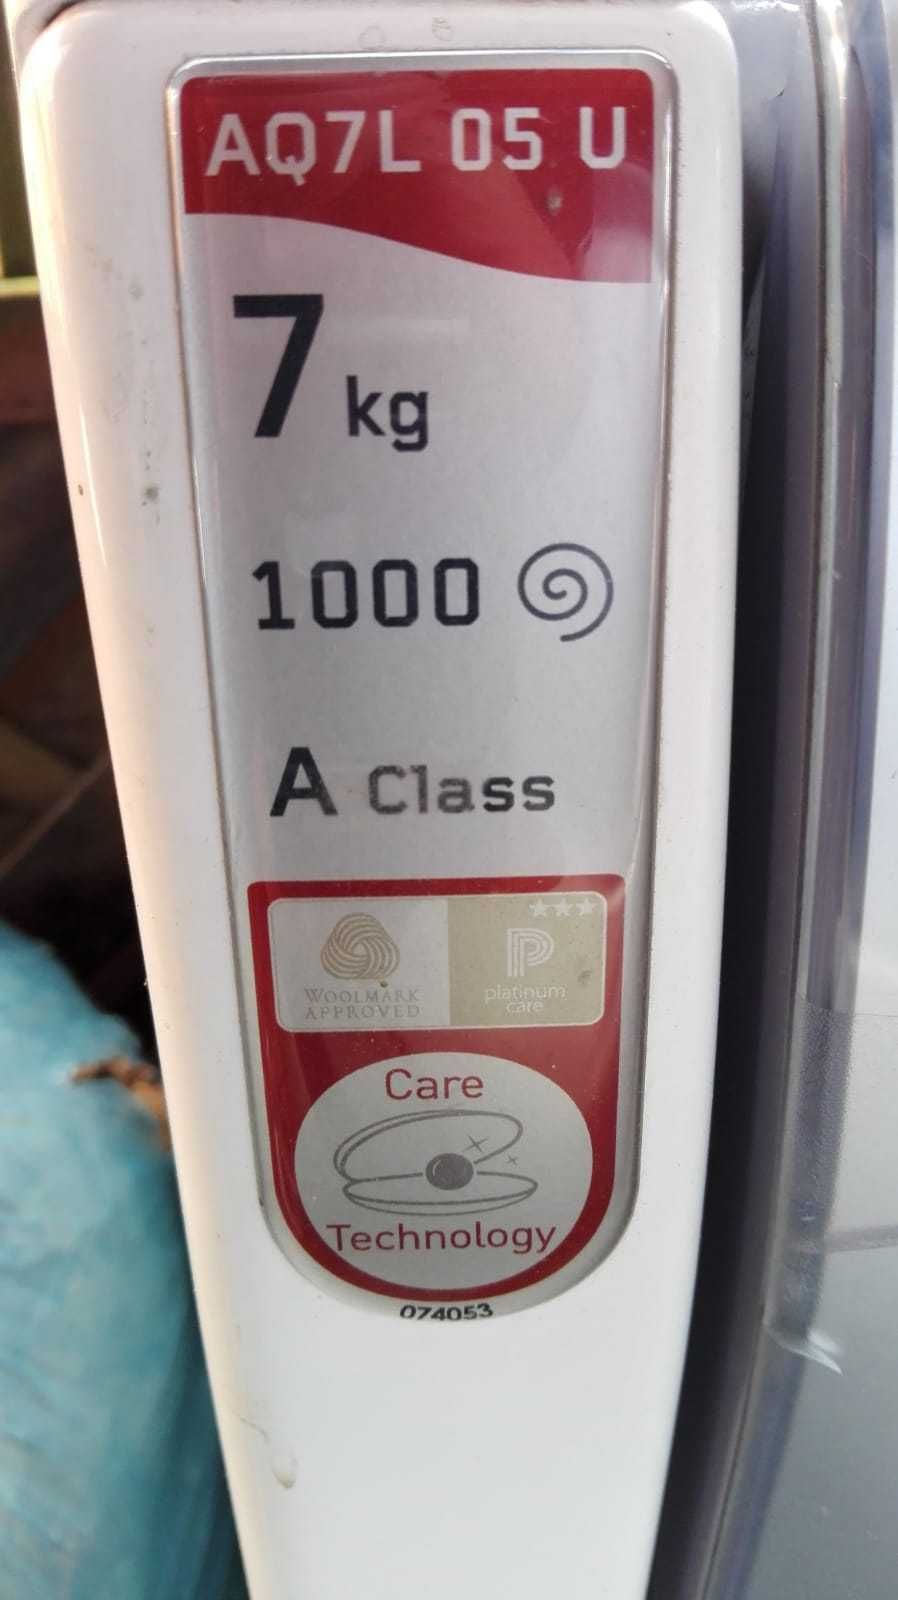 AQ7L 05 U
7 kg
1000
A Class
WOOLMARK
APPROVED
P
platinum
care
Care
Technology
074053